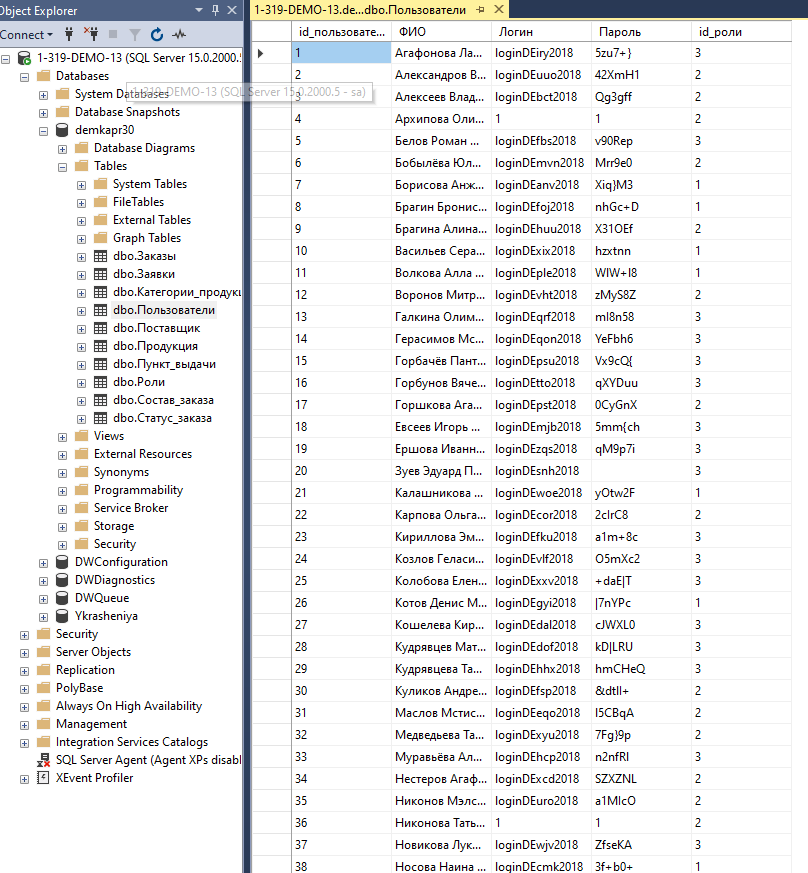 Object Explorer
Connect
1-319-DEMO-13 (SQL Server 15.0.2000.5
Databases
System Databases
1-319-DEMO-13 (SQL Server 15.0.2000.5 - sa)
Database Snapshots
demkapr30
Database Diagrams
Tables
System Tables
FileTables
External Tables
Graph Tables
dbo.Заказы
dbo.Заявки
dbo.Категории_продукц
dbo.Пользователи
dbo.Поставщик
dbo.Продукция
dbo.Пункт_выдачи
dbo.Роли
dbo.Состав_заказа
dbo.Статус_заказа
Views
External Resources
Synonyms
Programmability
Service Broker
Storage
Security
DWConfiguration
DWDiagnostics
DWQueue
Ykrasheniya
Security
Server Objects
Replication
PolyBase
Always On High Availability
Management
Integration Services Catalogs
SQL Server Agent (Agent XPs disabl
XEvent Profiler
1-319-DEMO-13.de...dbo.Пользователи
id_пользовате... ФИО Логин Пароль id_роли
1 Агафонова Ла... loginDEiry2018 5zu7+} 3
2 Александров В... loginDEuuo2018 42XmH1 2
3 Алексеев Влад... loginDEbct2018 Qg3gff 2
4 Архипова Оли... 1 1 2
5 Белов Роман ... loginDEfbs2018 v90Rep 3
6 Бобылёва Юл... loginDEmvn2018 Mrr9e0 2
7 Борисова Анж... loginDEanv2018 Xiq}M3 1
8 Брагин Бронис... loginDEfoj2018 nhGc+D 1
9 Брагина Алина... loginDEhuu2018 X31OEf 2
10 Васильев Сера... loginDExix2018 hzxtnn 1
11 Волкова Алла ... loginDEple2018 WlW+l8 1
12 Воронов Митр... loginDEvht2018 zMyS8Z 2
13 Галкина Олим... loginDEqrf2018 mI8n58 3
14 Герасимов Мс... loginDEqon2018 YeFbh6 3
15 Горбачёв Пант... loginDEpsu2018 Vx9cQ{ 3
16 Горбунов Вяче... loginDEtto2018 qXYDuu 3
17 Горшкова Ага... loginDEpst2018 0CyGnX 2
18 Евсеев Игорь ... loginDEmjb2018 5mm{ch 3
19 Ершова Иванн... loginDEzqs2018 qM9p7i 3
20 Зуев Эдуард П... loginDEsnh2018 3
21 Калашникова ... loginDEwoe2018 yOtw2F 1
22 Карпова Ольга... loginDEcor2018 2cIrC8 2
23 Кириллова Эм... loginDEfku2018 a1m+8c 3
24 Козлов Геласи... loginDEvlf2018 O5mXc2 3
25 Колобова Елен... loginDExxv2018 +daE|T 3
26 Котов Денис М... loginDEgyi2018 |7nYPc 1
27 Кошелева Кир... loginDEdal2018 cJWXL0 3
28 Кудрявцев Мат... loginDEdof2018 kD|LRU 3
29 Кудрявцева Та... loginDEhhx2018 hmCHeQ 3
30 Куликов Андре... loginDEfsp2018 &dtlI+ 2
31 Маслов Мстис... loginDEeqo2018 I5CBqA 2
32 Медведьева Та... loginDExyu2018 7Fg}9p 2
33 Муравьёва Ал... loginDEhcp2018 n2nfRl 3
34 Нестеров Агаф... loginDExcd2018 SZXZNL 2
35 Никонов Мэлс... loginDEuro2018 a1MIcO 2
36 Никонова Тать... 1 1 2
37 Новикова Лук... loginDEwjv2018 ZfseKA 3
38 Носова Наина ... loginDEcmk2018 3f+b0+ 1